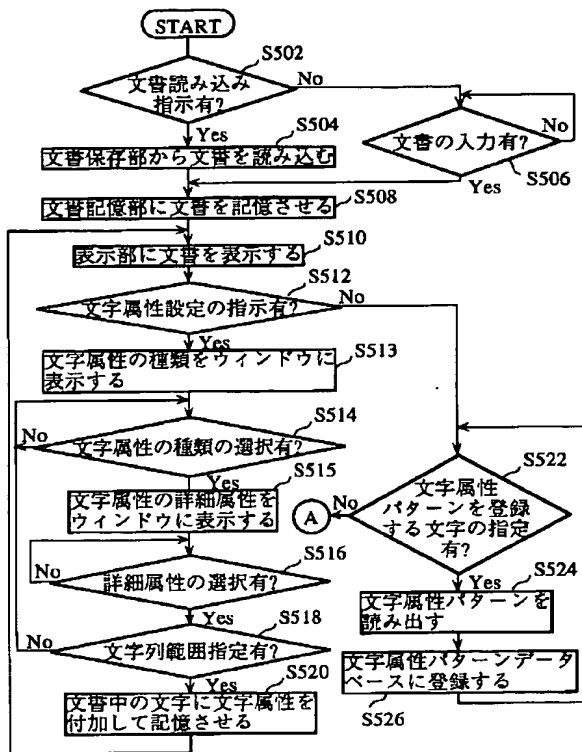 START
S502
文書読み込み
指示有?
No
Yes
S504
文書保存部から文書を読み込む
文書の入力有?
No
S506
Yes
S508
文書記憶部に文書を記憶させる
S510
表示部に文書を表示する
S512
文字属性設定の指示有?
No
Yes
S513
文字属性の種類をウィンドウに
表示する
S514
文字属性の種類の選択有?
No
Yes
S515
文字属性の詳細属性を
ウィンドウに表示する
S516
詳細属性の選択有?
No
Yes
S518
文字列範囲指定有?
No
Yes
S520
文書中の文字に文字属性を
付加して記憶させる
S522
文字属性
パターンを登録
する文字の指定
有?
No
A
Yes
S524
文字属性パターンを
読み出す
文字属性パターンデータ
ベースに登録する
S526